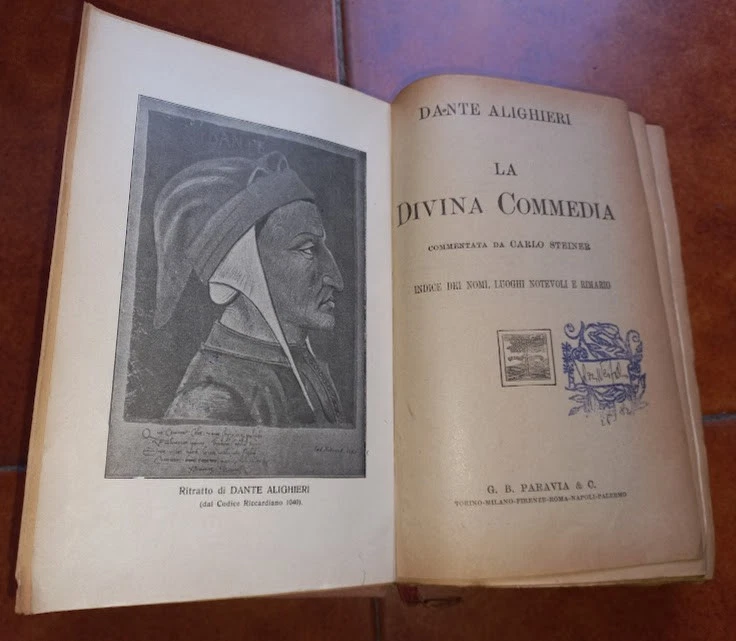 Ritratto di DANTE ALIGHIERI
(dal Codice Riccardiano 1040).
DANTE ALIGHIERI
LA
DIVINA COMMEDIA
COMMENTATA DA CARLO STEINER
INDICE DEI NOMI, LUOGHI NOTEVOLI E RIMARIO
G. B. PARAVIA & C.
TORINO-MILANO-FIRENZE-ROMA-NAPOLI-PALERMO